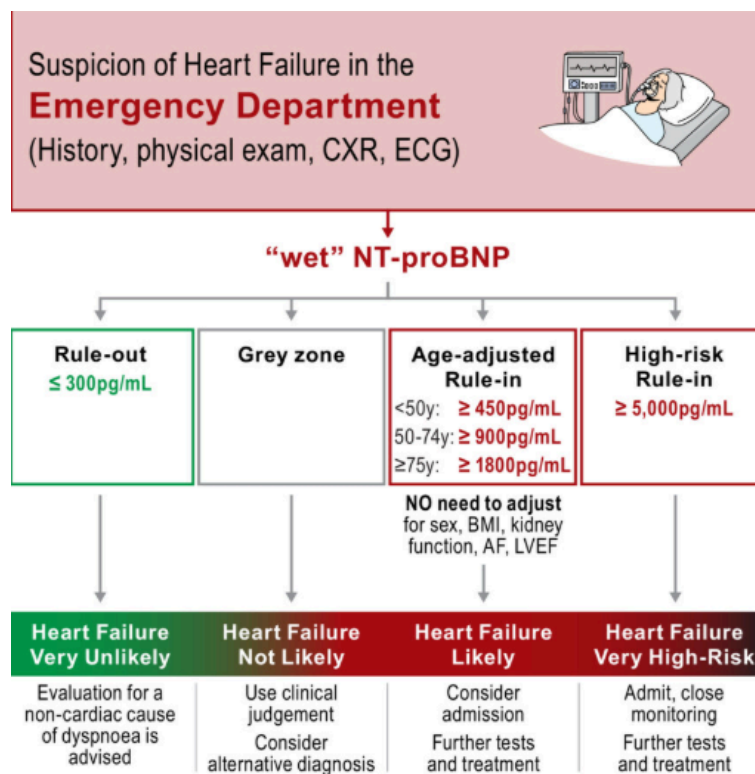 Suspicion of Heart Failure in the
Emergency Department
(History, physical exam, CXR, ECG)
“wet” NT-proBNP
Rule-out
≤ 300pg/mL
Grey zone
Age-adjusted
Rule-in
<50y: ≥ 450pg/mL
50-74y: ≥ 900pg/mL
≥75y: ≥ 1800pg/mL
High-risk
Rule-in
≥ 5,000pg/mL
NO need to adjust
for sex, BMI, kidney
function, AF, LVEF
Heart Failure
Very Unlikely
Heart Failure
Not Likely
Heart Failure
Likely
Heart Failure
Very High-Risk
Evaluation for a
non-cardiac cause
of dyspnoea is
advised
Use clinical
judgement
Consider
alternative diagnosis
Consider
admission
Further tests
and treatment
Admit, close
monitoring
Further tests
and treatment